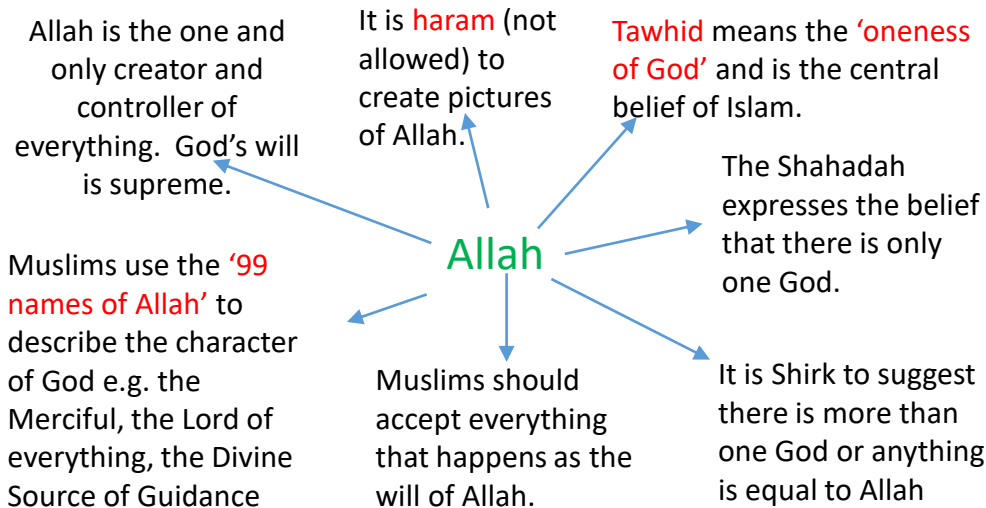 Allah is the one and
only creator and
controller of
everything. God's will
is supreme.
It is haram (not
allowed) to
create pictures
of Allah.
Tawhid means the 'oneness
of God' and is the central
belief of Islam.
The Shahadah
expresses the belief
that there is only
one God.
Allah
Muslims use the '99
names of Allah' to
describe the character
of God e.g. the
Merciful, the Lord of
everything, the Divine
Source of Guidance
Muslims should
accept everything
that happens as the
will of Allah.
It is Shirk to suggest
there is more than
one God or anything
is equal to Allah